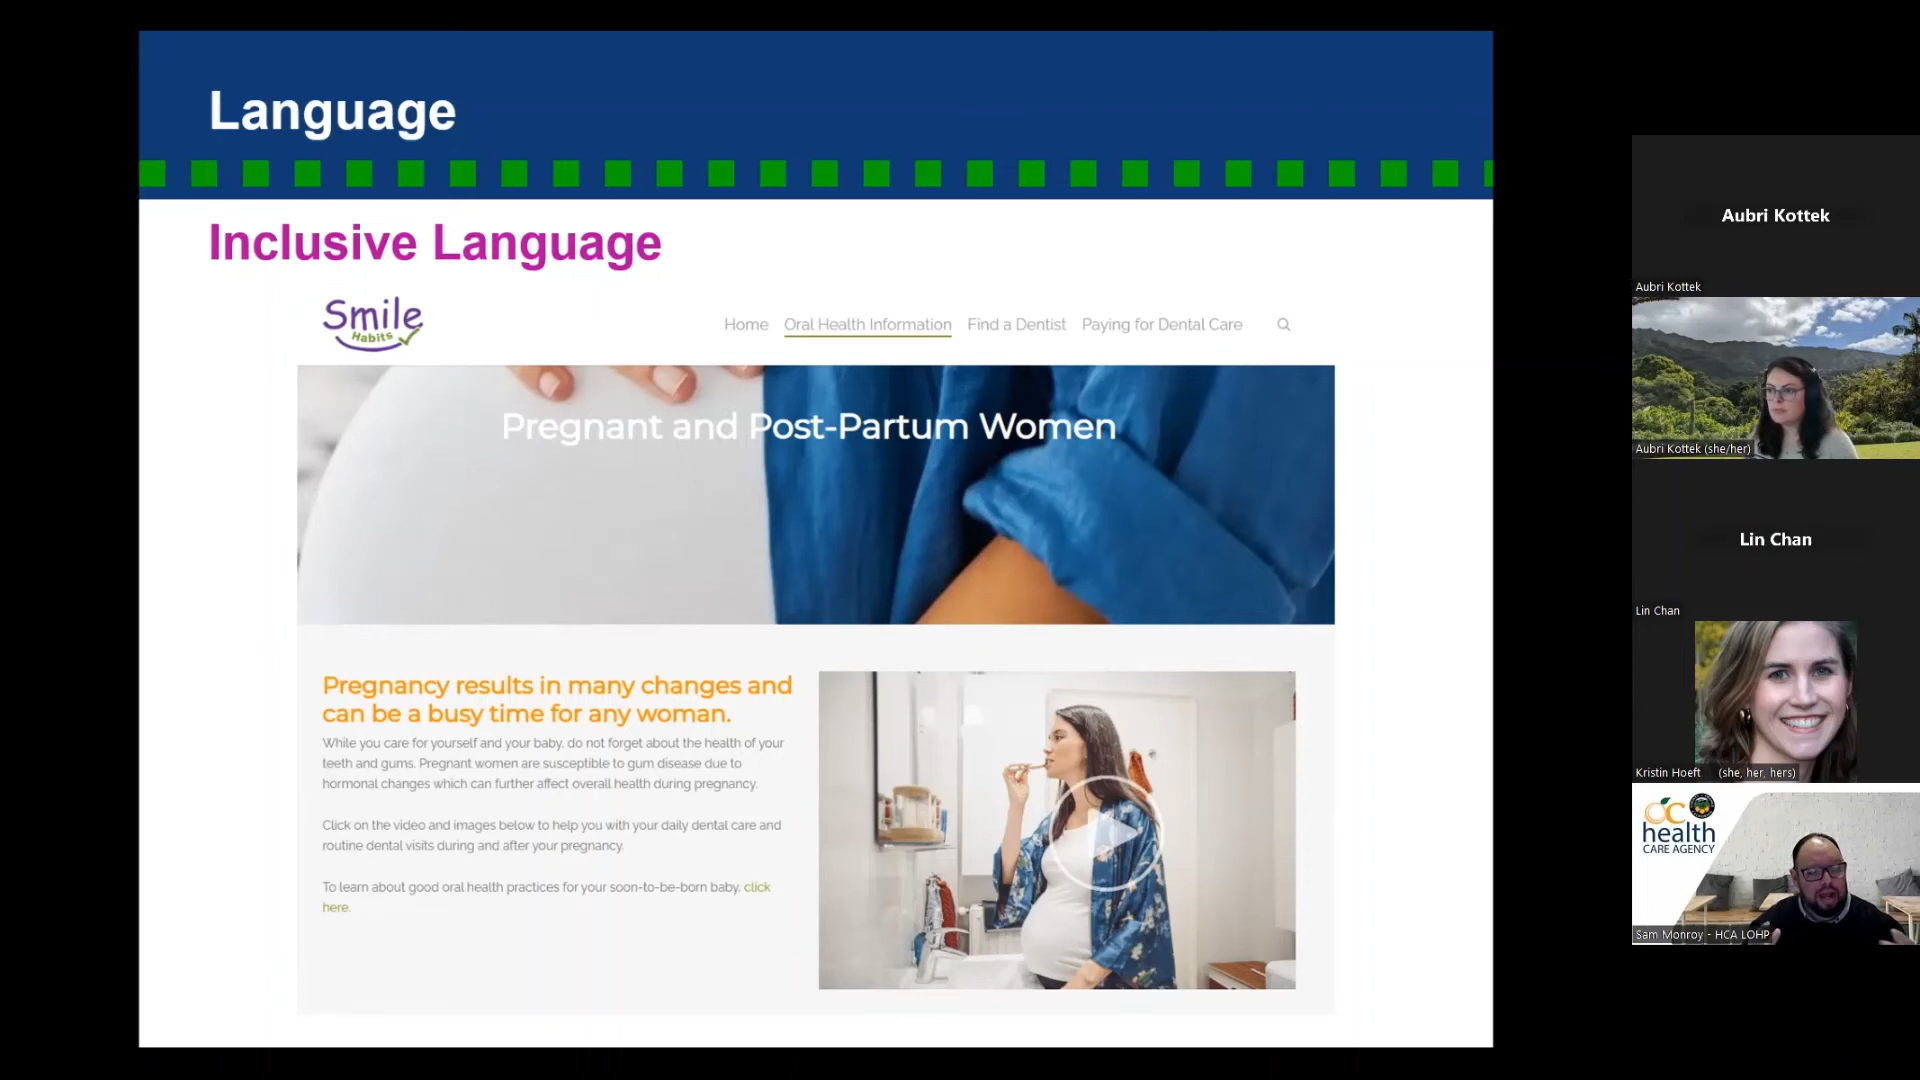 Language
Inclusive Language
Smile
Habits
Home Oral Health Information Find a Dentist Paying for Dental Care
Pregnant and Post-Partum Women
Pregnancy results in many changes and
can be a busy time for any woman.
While you care for yourself and your baby, do not forget about the health of your
teeth and gums. Pregnant women are susceptible to gum disease due to
hormonal changes which can further affect overall health during pregnancy.
Click on the video and images below to help you with your daily dental care and
routine dental visits during and after your pregnancy.
To learn about good oral health practices for your soon-to-be-born baby, click
here.
Aubri Kottek
Aubri Kottek
Aubri Kottek (she/her)
Lin Chan
Lin Chan
Kristin Hoeft (she, her, hers)
OC
health
CARE AGENCY
Sam Monroy - HCA LOHP